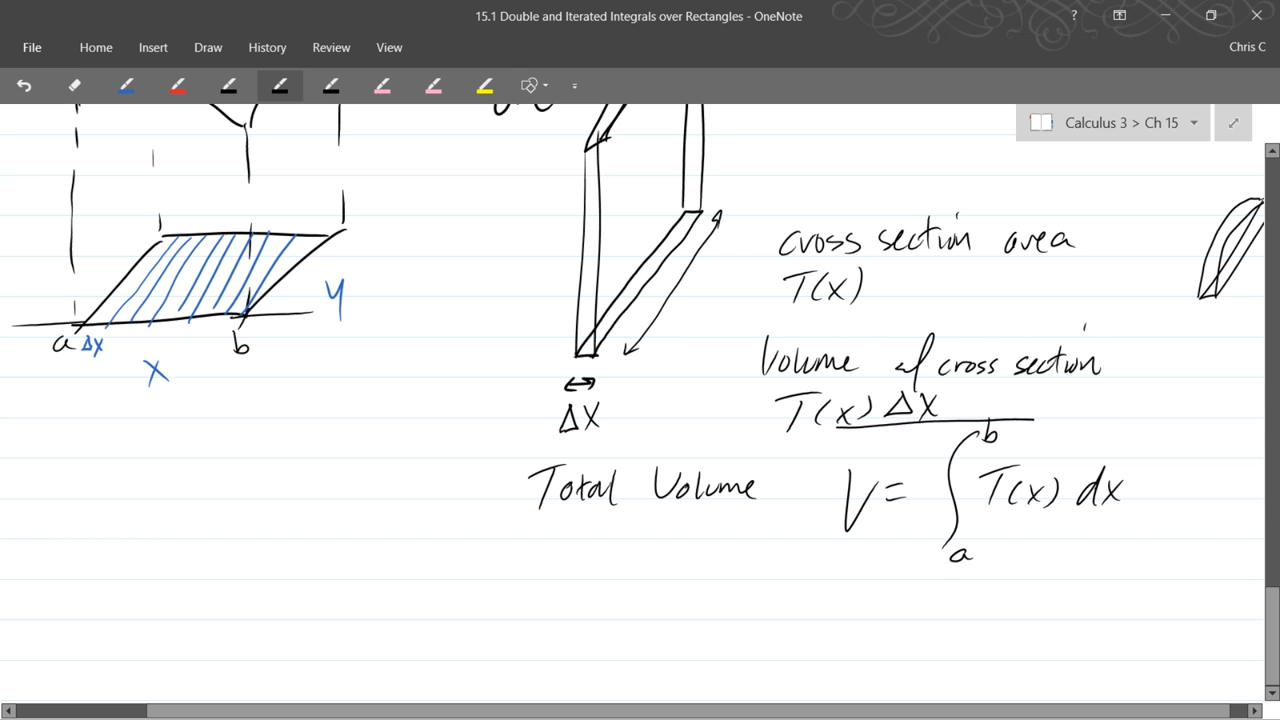 15.1 Double and Iterated Integrals over Rectangles - OneNote
?
File Home Insert Draw History Review View
Chris C
Calculus 3 > Ch 15
cross section area
T(x)
y
a Δx b
x
Volume of cross section
T(x) Δx
Δx
Total Volume V = ∫_a^b T(x) dx